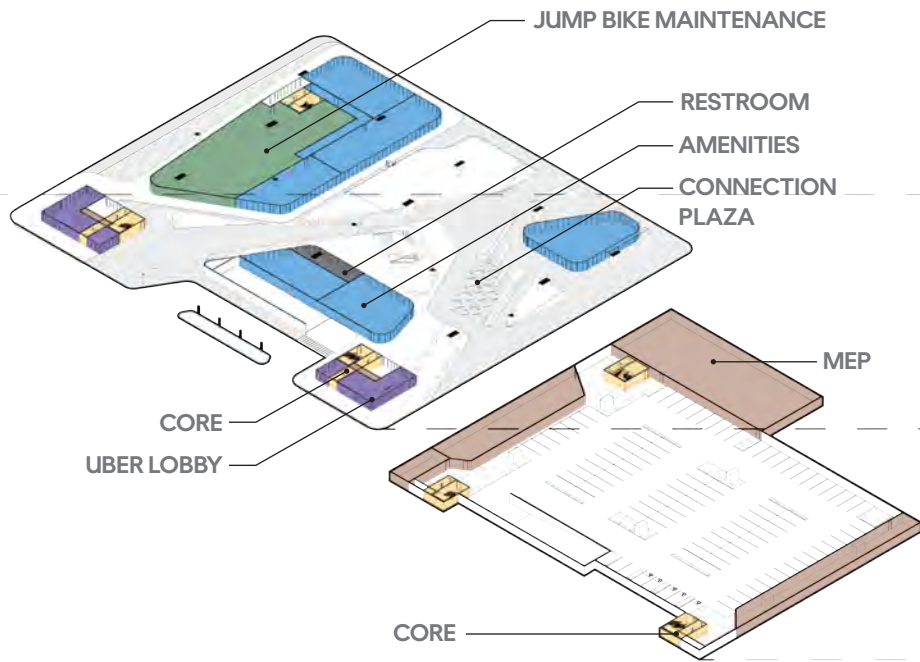 JUMP BIKE MAINTENANCE
RESTROOM
AMENITIES
CONNECTION
PLAZA
MEP
CORE
UBER LOBBY
CORE